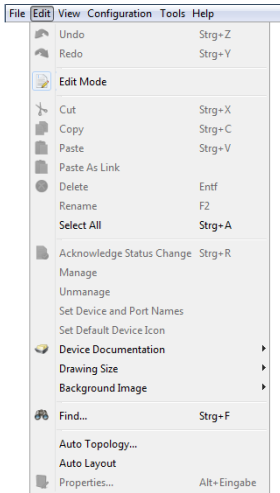 File Edit View Configuration Tools Help
Undo Strg+Z
Redo Strg+Y
Edit Mode
Cut Strg+X
Copy Strg+C
Paste Strg+V
Paste As Link
Delete Entf
Rename F2
Select All Strg+A
Acknowledge Status Change Strg+R
Manage
Unmanage
Set Device and Port Names
Set Default Device Icon
Device Documentation
Drawing Size
Background Image
Find... Strg+F
Auto Topology...
Auto Layout
Properties... Alt+Eingabe